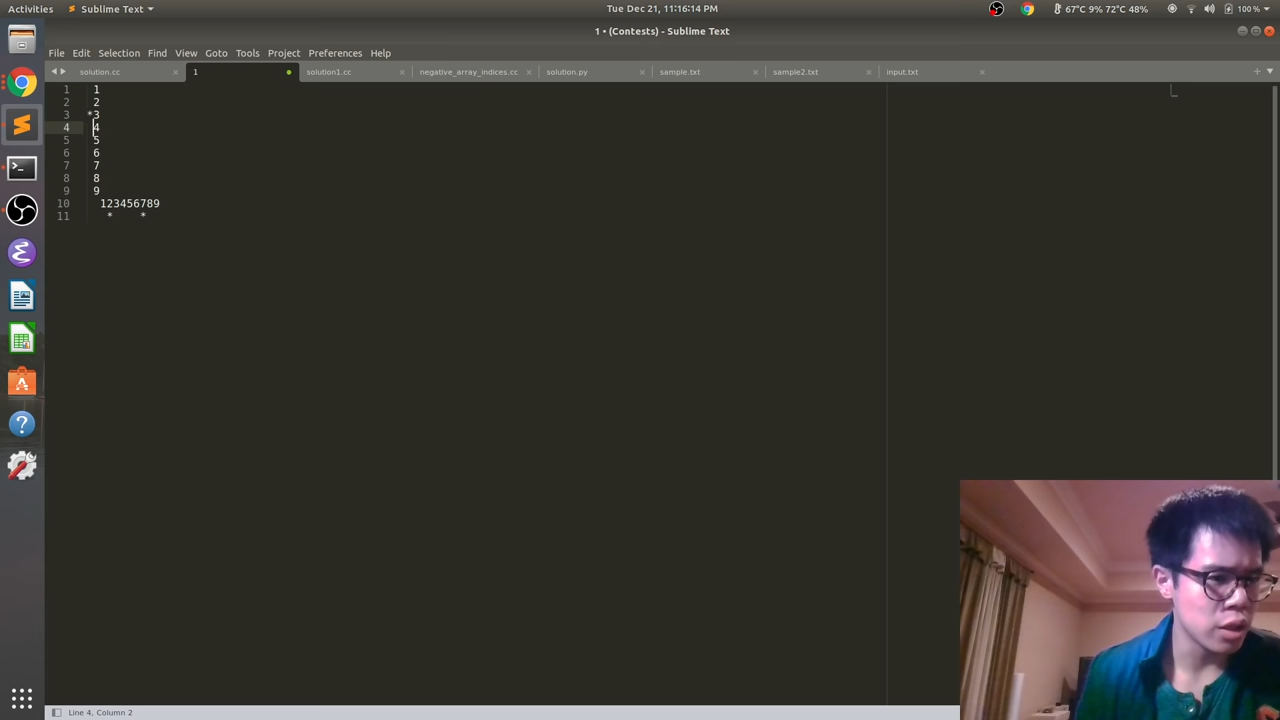 Activities Sublime Text Tue Dec 21, 11:16:14 PM 67°C 9% 72°C 48% 100 %
1 • (Contests) - Sublime Text
File Edit Selection Find View Goto Tools Project Preferences Help
solution.cc 1 solution1.cc negative_array_indices.cc solution.py sample.txt sample2.txt input.txt
1 1
2 2
3 *3
4 4
5 5
6 6
7 7
8 8
9 9
10 123456789
11 * *
Line 4, Column 2